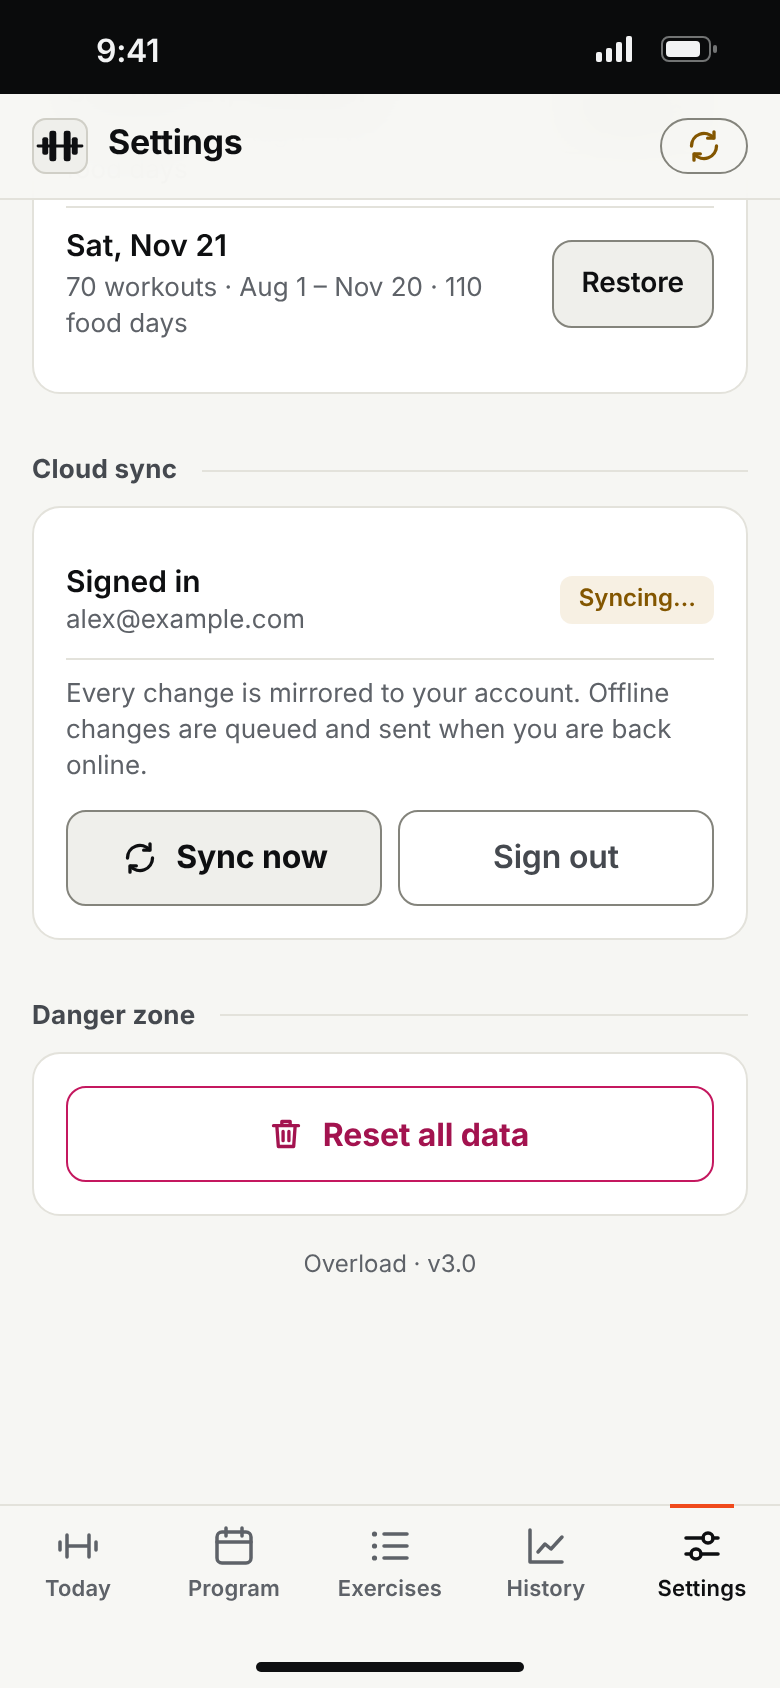 9:41
Settings
Sat, Nov 21
70 workouts · Aug 1 – Nov 20 · 110
food days
Restore
Cloud sync
Signed in
alex@example.com
Syncing...
Every change is mirrored to your account. Offline
changes are queued and sent when you are back
online.
Sync now
Sign out
Danger zone
Reset all data
Overload · v3.0
Today
Program
Exercises
History
Settings